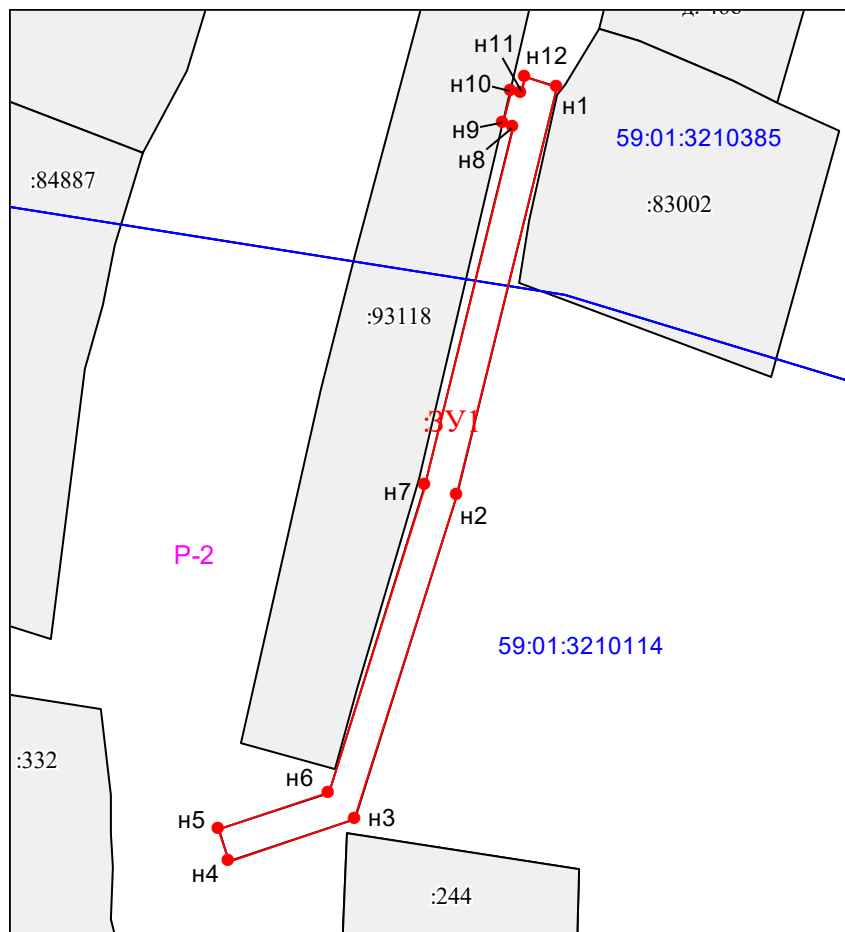 н11
н12
н10
н1
н9
н8
59:01:3210385
:84887
:83002
:93118
:ЗУ1
н7
н2
Р-2
59:01:3210114
:332
н6
н5
н3
н4
:244